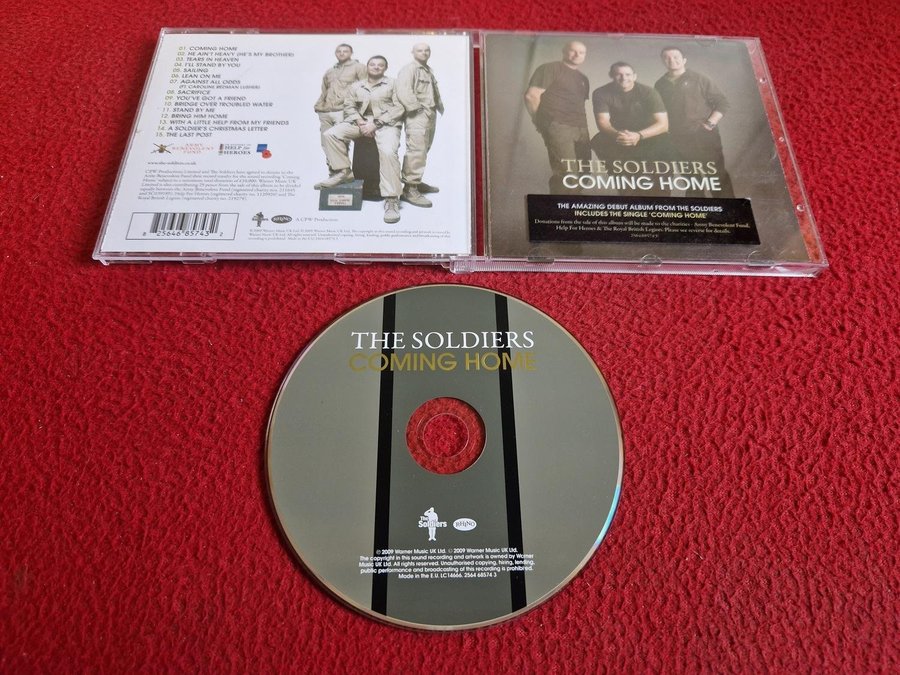 01. COMING HOME
02. HE AIN'T HEAVY (HE'S MY BROTHER)
03. TEARS IN HEAVEN
04. I'LL STAND BY YOU
05. SAILING
06. LEAN ON ME
07. AGAINST ALL ODDS
(FT. CAROLINE REDMAN LUSHER)
08. SACRIFICE
09. YOU'VE GOT A FRIEND
10. BRIDGE OVER TROUBLED WATER
11. STAND BY ME
12. BRING HIM HOME
13. WITH A LITTLE HELP FROM MY FRIENDS
14. A SOLDIER'S CHRISTMAS LETTER
15. THE LAST POST
ARMY
BENEVOLENT
FUND
HELP for
HEROES
www.the-soldiers.co.uk
RHINO
A CPW Production
8 25646 85743 2
THE SOLDIERS
COMING HOME
THE AMAZING DEBUT ALBUM FROM THE SOLDIERS
INCLUDES THE SINGLE 'COMING HOME'
Donations from the sale of this album will be made to the charities - Army Benevolent Fund,
Help For Heroes & The Royal British Legion. Please see reverse for details.
THE SOLDIERS
COMING HOME
The
Soldiers
RHINO
℗ 2009 Warner Music UK Ltd. © 2009 Warner Music UK Ltd.
The copyright in this sound recording and artwork is owned by Warner
Music UK Ltd. All rights reserved. Unauthorised copying, hiring, lending,
public performance and broadcasting of this recording is prohibited.
Made in the E.U. LC14666. 2564 68574 3